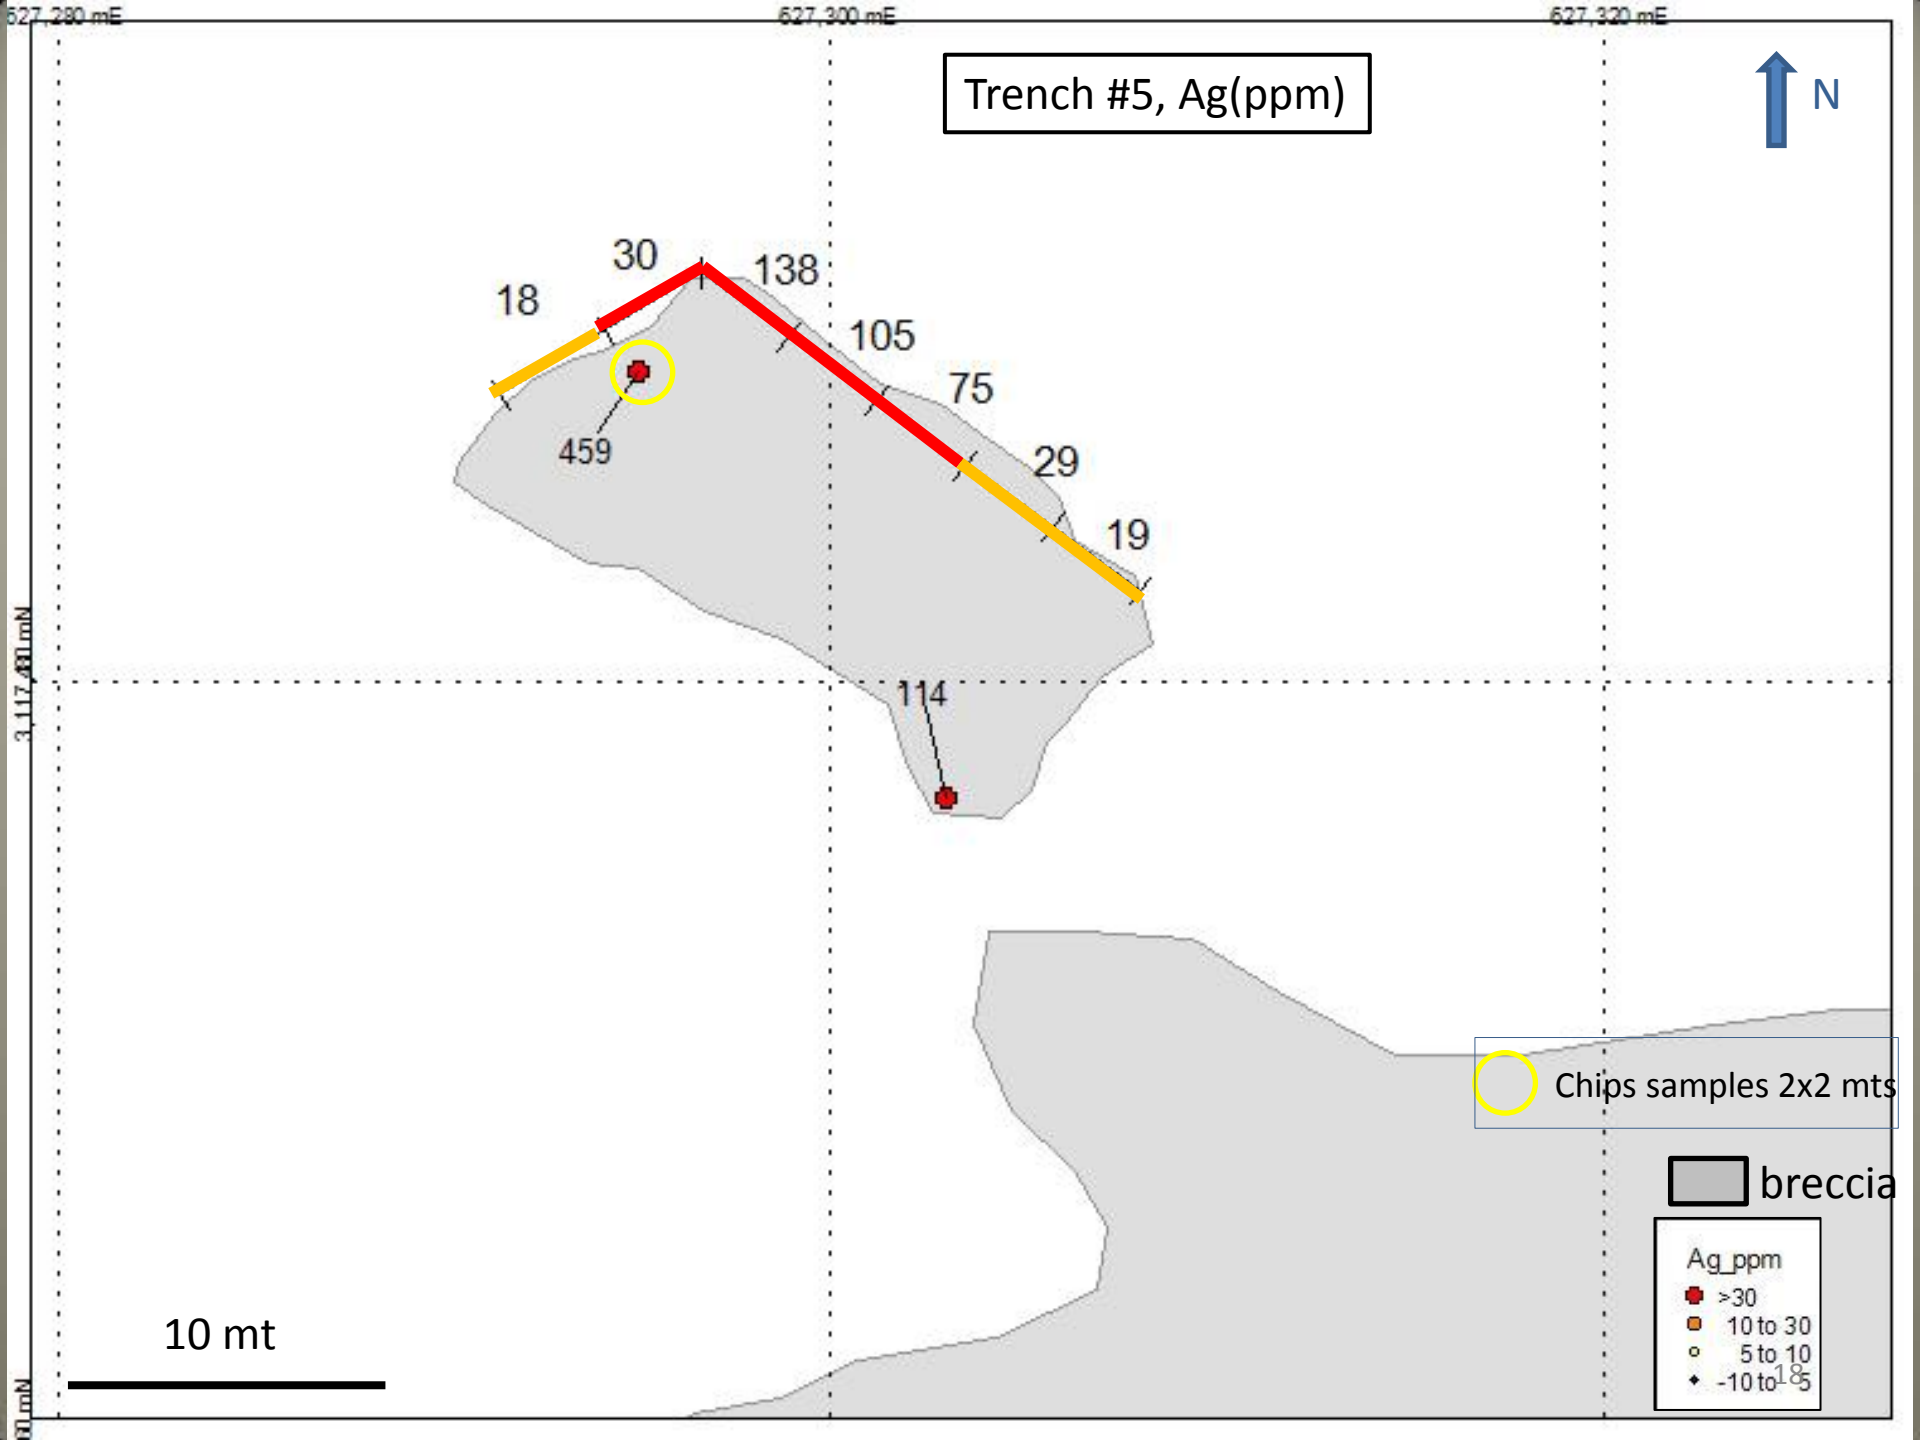 627,280 mE
627,300 mE
627,320 mE
Trench #5, Ag(ppm)
N
30
138
18
105
75
459
29
19
114
Chips samples 2x2 mts
breccia
Ag_ppm
>30
10 to 30
5 to 10
-10 to 5
18
10 mt